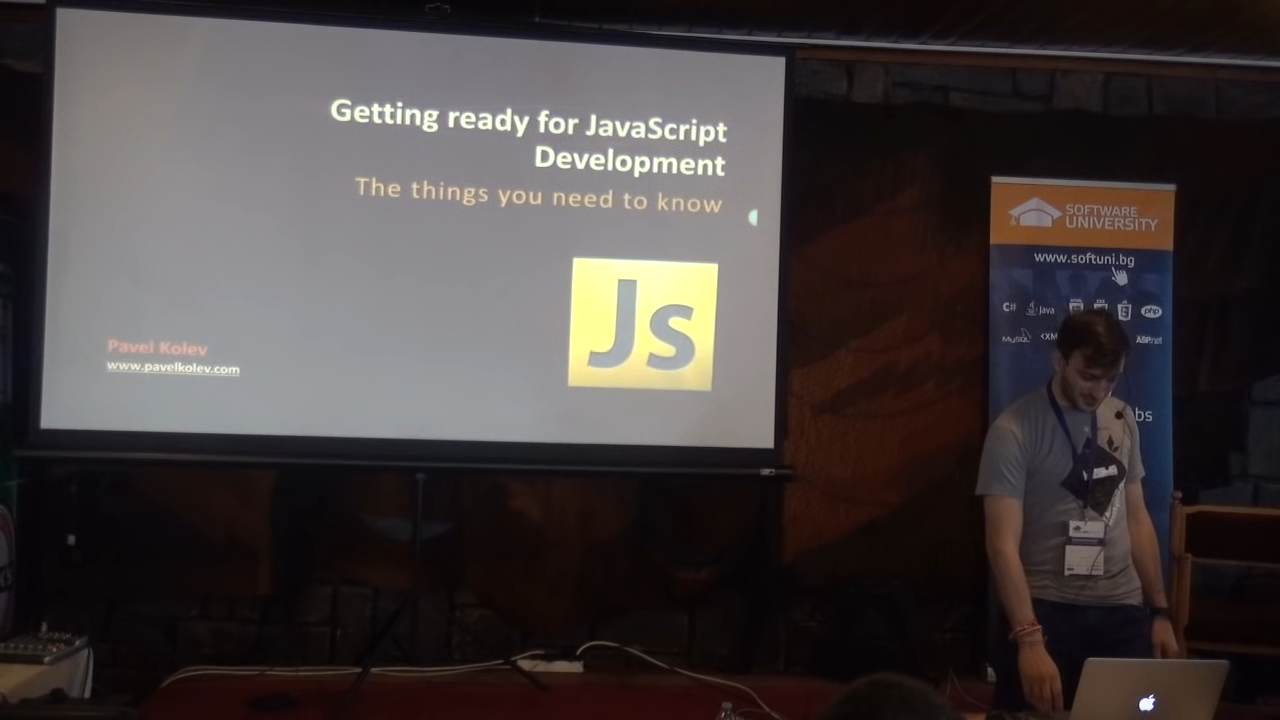 Getting ready for JavaScript
Development
The things you need to know
Js
Pavel Kolev
www.pavelkolev.com
SOFTWARE
UNIVERSITY
www.softuni.bg
C#
Java
php
MySQL
ASP.net